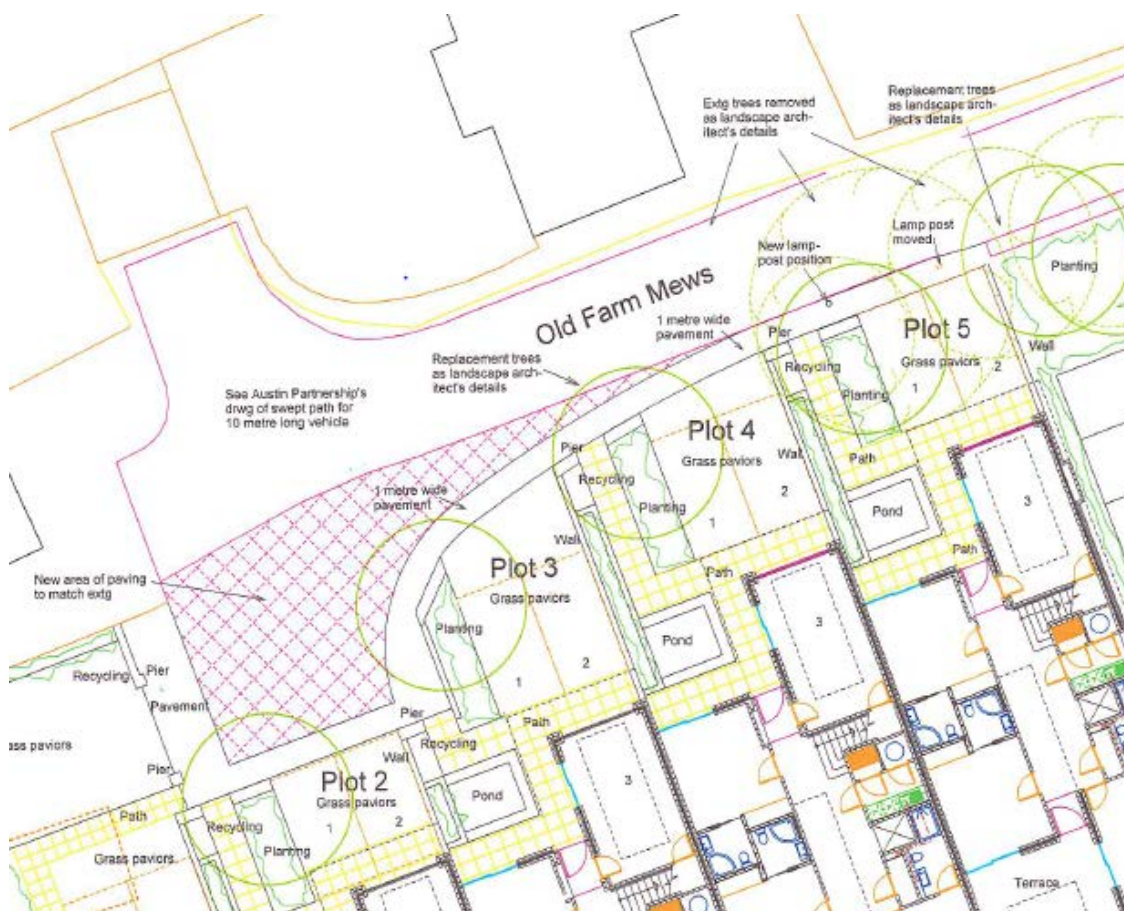 Extg trees removed
as landscape arch-
itect's details
Replacement trees
as landscape arch-
itect's details
Lamp post
moved
New lamp-
post position
Planting
Old Farm Mews
1 metre wide
pavement
Pier
Plot 5
Wall
Recycling
Grass paviors
1
2
Planting
Replacement trees
as landscape arch-
itect's details
See Austin Partnership's
drwg of swept path for
10 metre long vehicle
Plot 4
Pier
Grass paviors
Wall
Path
Recycling
2
Planting
1
3
Pond
1 metre wide
pavement
Path
Wall
Plot 3
Path
Grass paviors
New area of paving
to match extg
Planting
3
Pond
2
Recycling
Pier
1
Pavement
Pier
Path
Wall
Recycling
3
ass paviors
Pier
Plot 2
Pond
Grass paviors
Path
Recycling
1
2
Grass paviors
Planting
Terrace